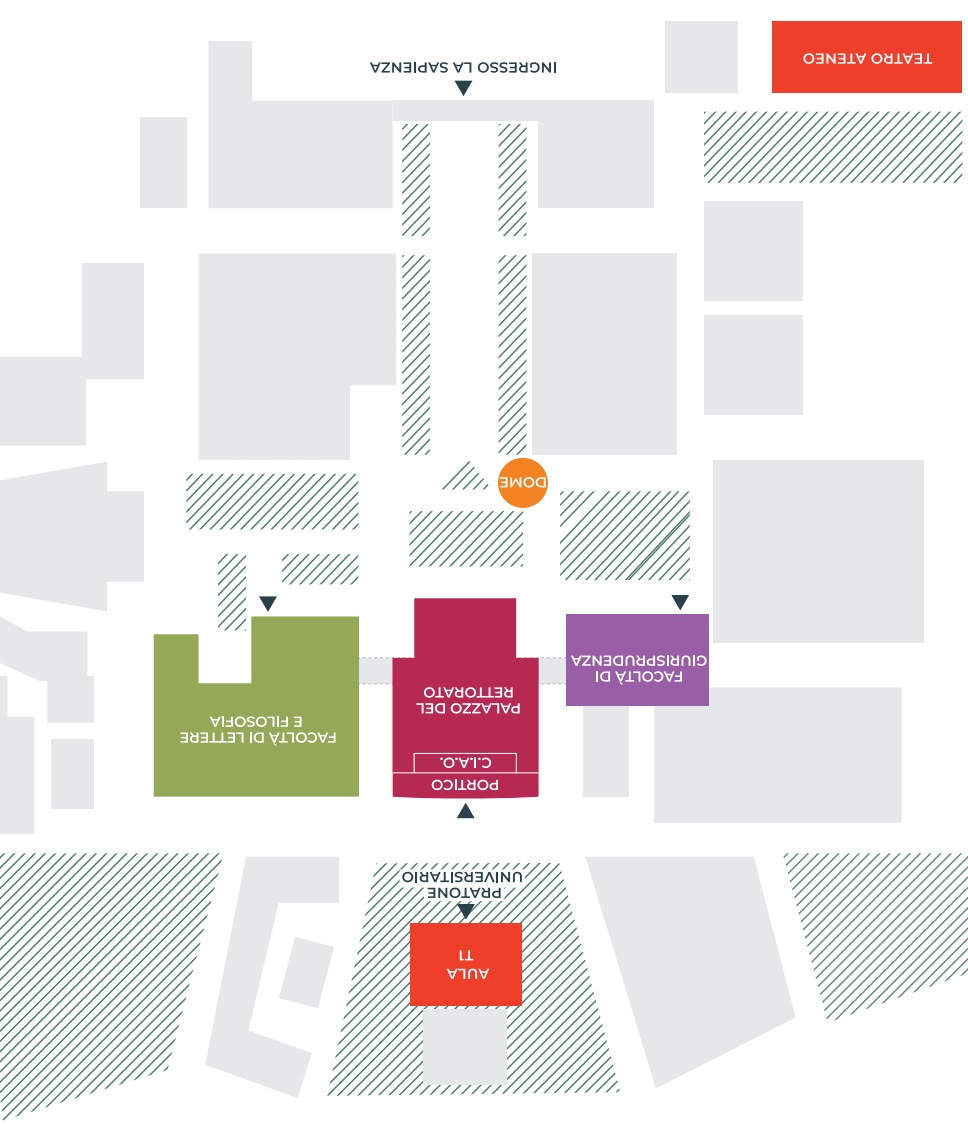 AULA
TI
PRATONE
UNIVERSITARIO
PORTICO
C.I.A.O.
PALAZZO DEL
RETTORATO
FACOLTÀ DI
GIURISPRUDENZA
FACOLTÀ DI LETTERE
E FILOSOFIA
DOME
INGRESSO LA SAPIENZA
TEATRO ATENEO